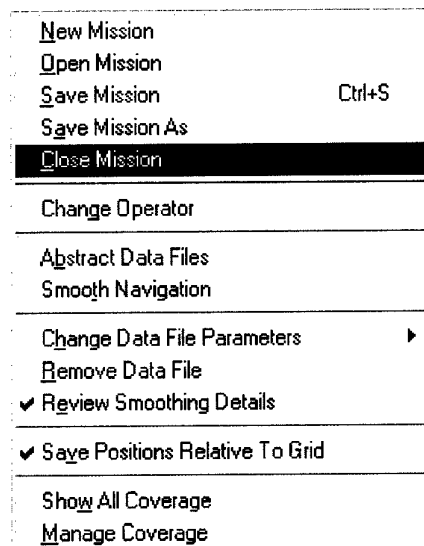 New Mission
Open Mission
Save Mission Ctrl+S
Save Mission As
Close Mission
Change Operator
Abstract Data Files
Smooth Navigation
Change Data File Parameters
Remove Data File
Review Smoothing Details
Save Positions Relative To Grid
Show All Coverage
Manage Coverage